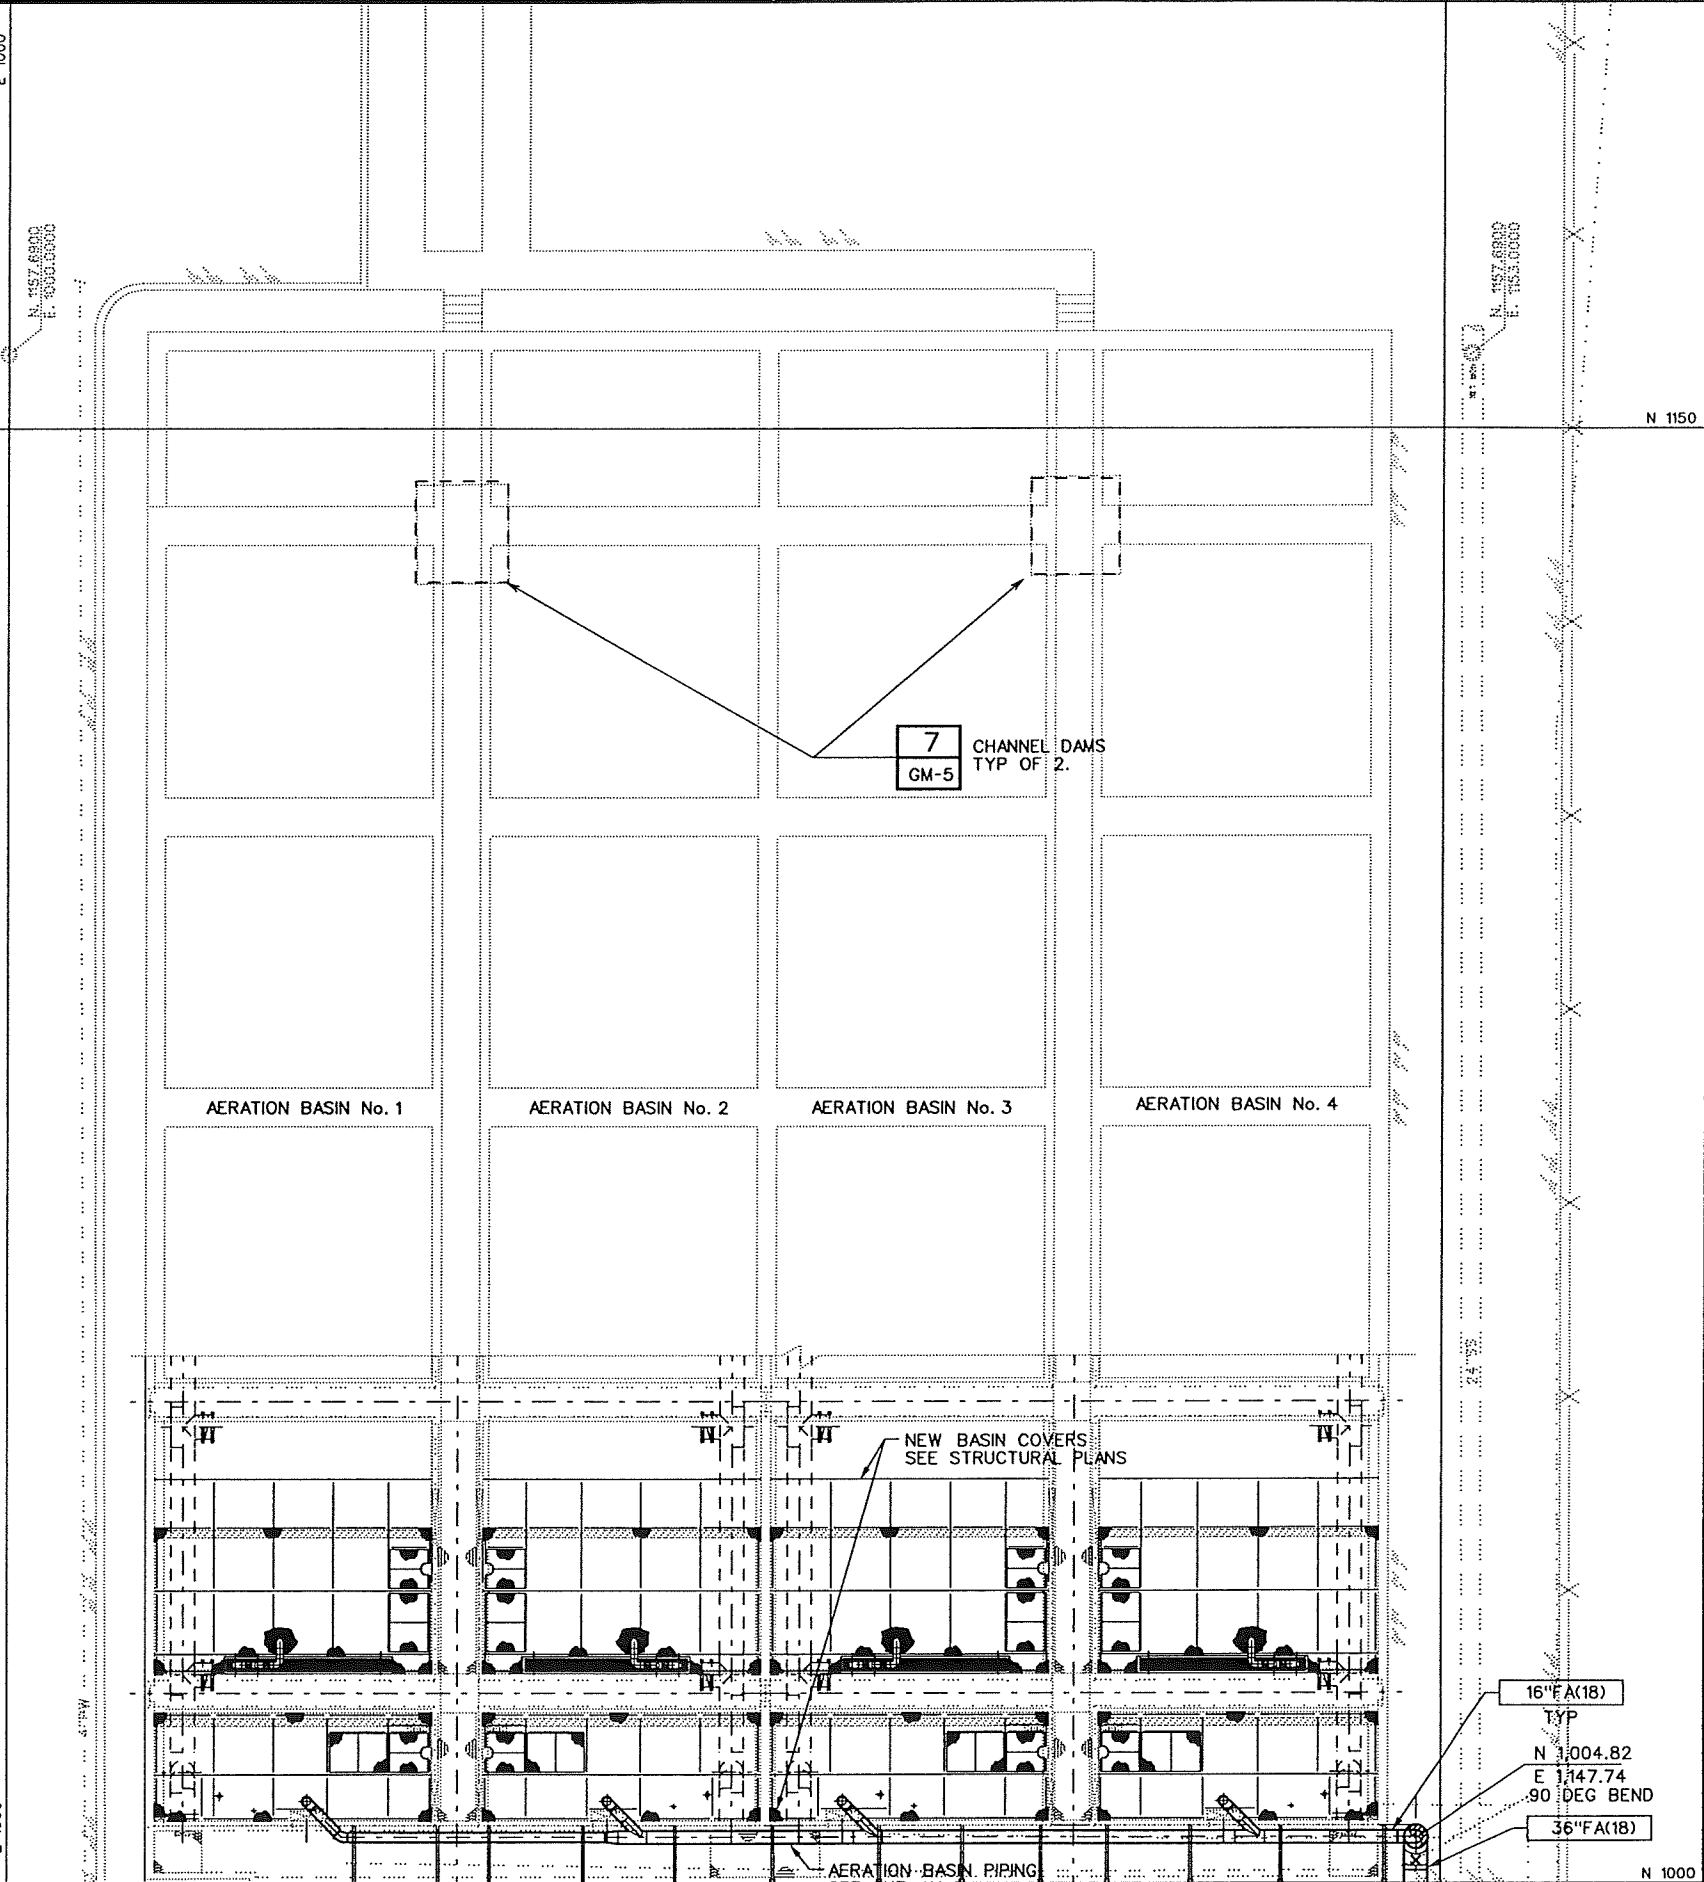 E 1000
N. 1157.6900
E. 1000.0000
N. 1157.6900
E. 1153.0000
N 1150
7
GM-5
CHANNEL DAMS
TYP OF 2.
AERATION BASIN No. 1
AERATION BASIN No. 2
AERATION BASIN No. 3
AERATION BASIN No. 4
24" SS
NEW BASIN COVERS
SEE STRUCTURAL PLANS
16"FA(18)
TYP
N 1,004.82
E 1,147.74
90 DEG BEND
36"FA(18)
AERATION BASIN PIPING
N 1000